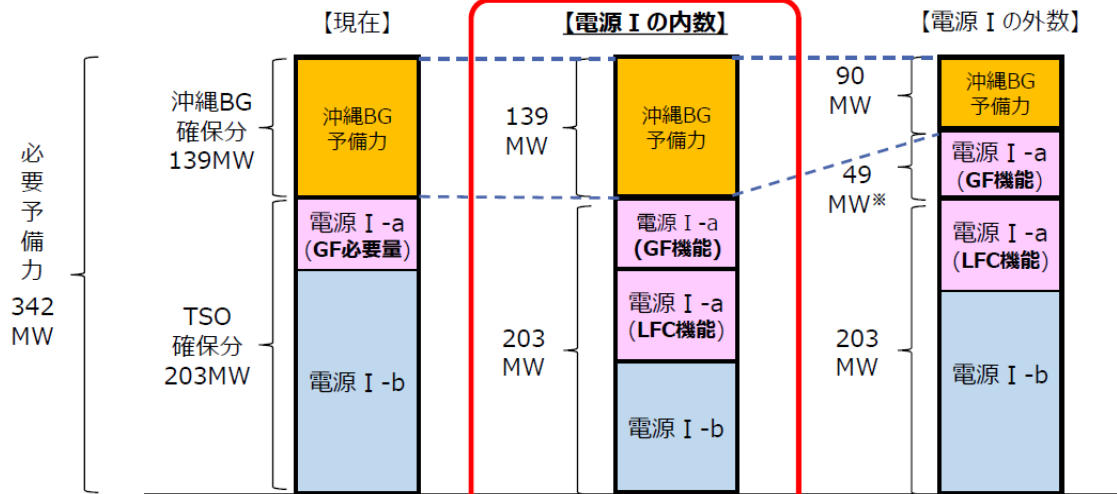 【現在】
【電源Ⅰの内数】
【電源Ⅰの外数】
必要予備力
342
MW
沖縄BG
確保分
139MW
TSO
確保分
203MW
沖縄BG
予備力
電源Ⅰ-a
(GF必要量)
電源Ⅰ-b
139
MW
203
MW
沖縄BG
予備力
電源Ⅰ-a
(GF機能)
電源Ⅰ-a
(LFC機能)
電源Ⅰ-b
90
MW
49
MW※
203
MW
沖縄BG
予備力
電源Ⅰ-a
(GF機能)
電源Ⅰ-a
(LFC機能)
電源Ⅰ-b